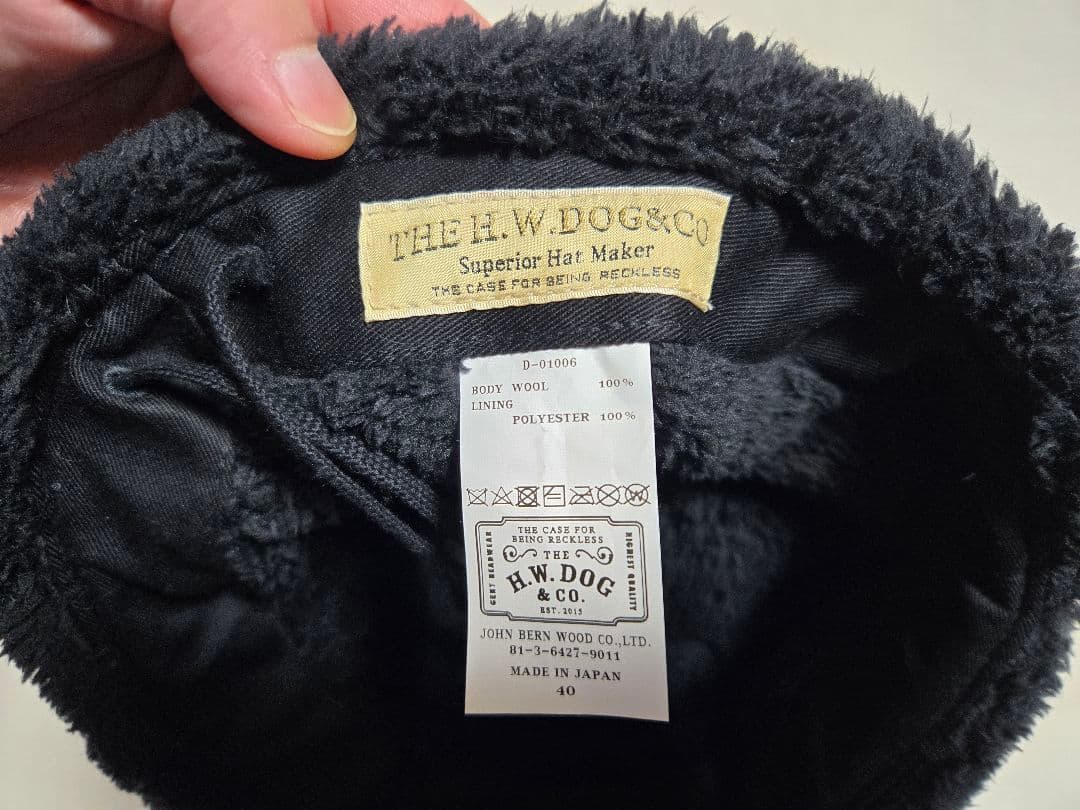 THE H.W.DOG&CO
Superior Hat Maker
THE CASE FOR BEING RECKLESS
D-01006
BODY WOOL 100%
LINING
POLYESTER 100%
THE CASE FOR
BEING RECKLESS
GENT HEADWEAR
THE
H.W.DOG
& CO.
EST. 2015
HIGHEST QUALITY
JOHN BERN WOOD CO.,LTD.
81-3-6427-9011
MADE IN JAPAN
40